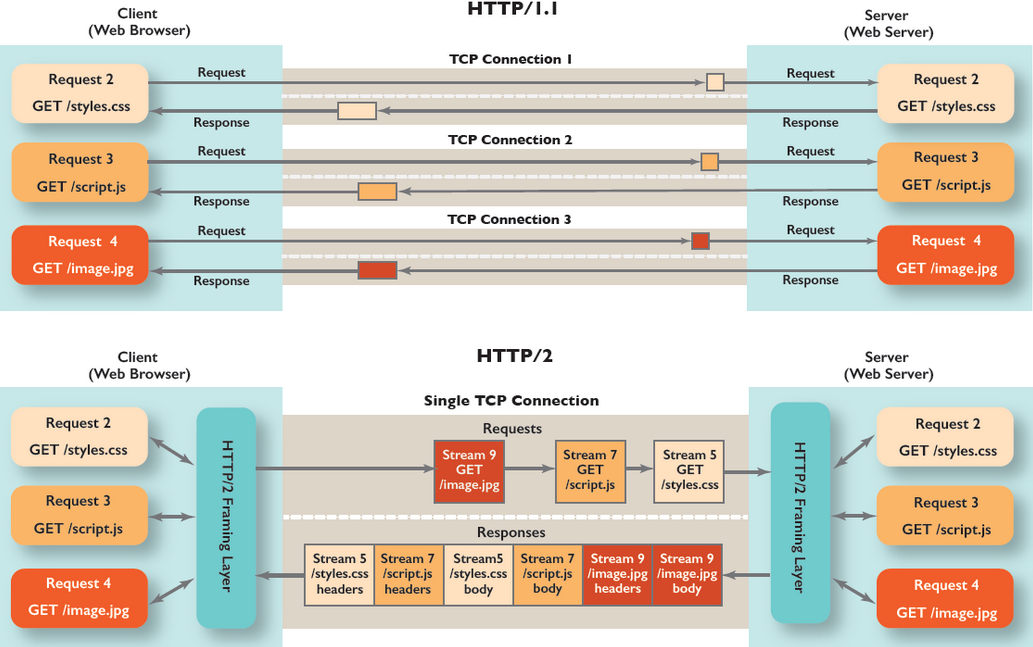 HTTP/1.1
Client
(Web Browser)
Server
(Web Server)
TCP Connection 1
Request 2
GET /styles.css
Request
Request
Response
Response
Request 2
GET /styles.css
TCP Connection 2
Request 3
GET /script.js
Request
Request
Response
Response
Request 3
GET /script.js
TCP Connection 3
Request 4
GET /image.jpg
Request
Request
Response
Response
Request 4
GET /image.jpg
HTTP/2
Client
(Web Browser)
Server
(Web Server)
Single TCP Connection
Request 2
GET /styles.css
Request 3
GET /script.js
Request 4
GET /image.jpg
HTTP/2 Framing Layer
Requests
Stream 9
GET
/image.jpg
Stream 7
GET
/script.js
Stream 5
GET
/styles.css
Responses
Stream 5
/styles.css
headers
Stream 7
/script.js
headers
Stream5
/styles.css
body
Stream 7
/script.js
body
Stream 9
/image.jpg
headers
Stream 9
/image.jpg
body
HTTP/2 Framing Layer
Request 2
GET /styles.css
Request 3
GET /script.js
Request 4
GET /image.jpg